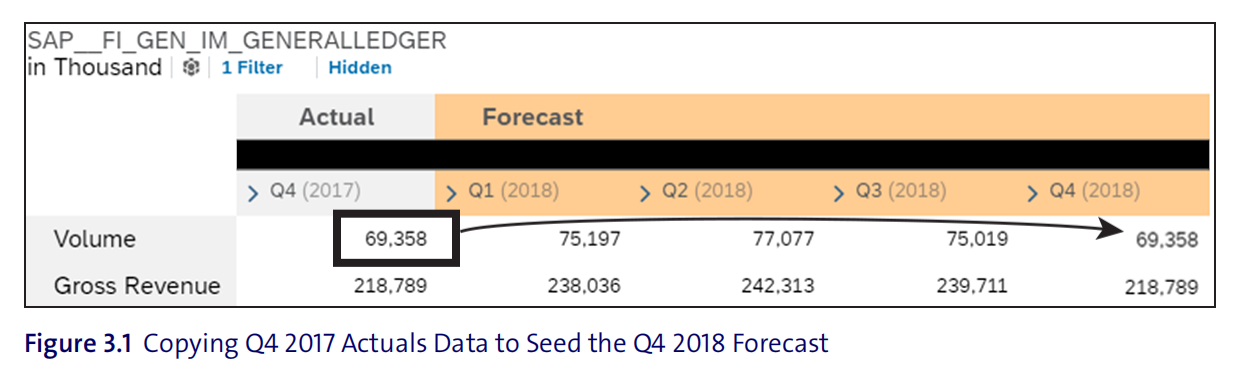 SAP__FI_GEN_IM_GENERALLEDGER
in Thousand 1 Filter Hidden
Actual Forecast
Q4 (2017) Q1 (2018) Q2 (2018) Q3 (2018) Q4 (2018)
Volume 69,358 75,197 77,077 75,019 69,358
Gross Revenue 218,789 238,036 242,313 239,711 218,789
Figure 3.1 Copying Q4 2017 Actuals Data to Seed the Q4 2018 Forecast